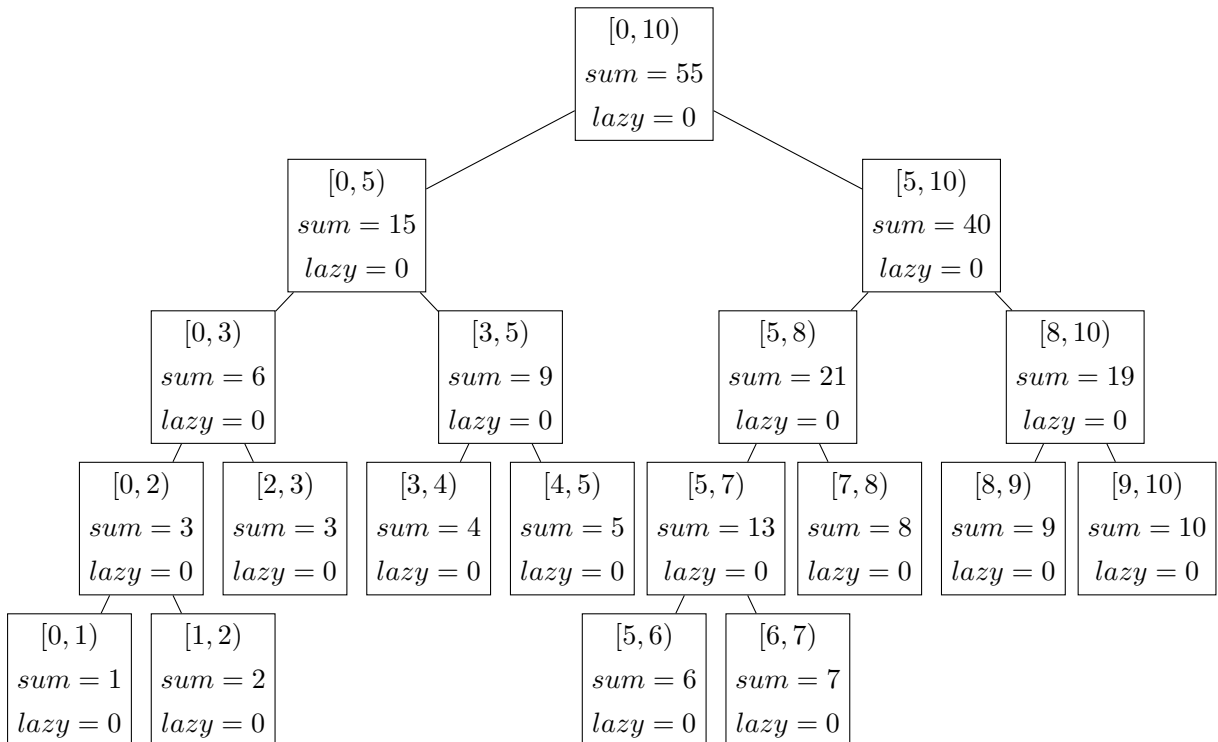 [0, 10)
sum = 55
lazy = 0
[0, 5)
sum = 15
lazy = 0
[5, 10)
sum = 40
lazy = 0
[0, 3)
sum = 6
lazy = 0
[3, 5)
sum = 9
lazy = 0
[5, 8)
sum = 21
lazy = 0
[8, 10)
sum = 19
lazy = 0
[0, 2)
sum = 3
lazy = 0
[2, 3)
sum = 3
lazy = 0
[3, 4)
sum = 4
lazy = 0
[4, 5)
sum = 5
lazy = 0
[5, 7)
sum = 13
lazy = 0
[7, 8)
sum = 8
lazy = 0
[8, 9)
sum = 9
lazy = 0
[9, 10)
sum = 10
lazy = 0
[0, 1)
sum = 1
lazy = 0
[1, 2)
sum = 2
lazy = 0
[5, 6)
sum = 6
lazy = 0
[6, 7)
sum = 7
lazy = 0